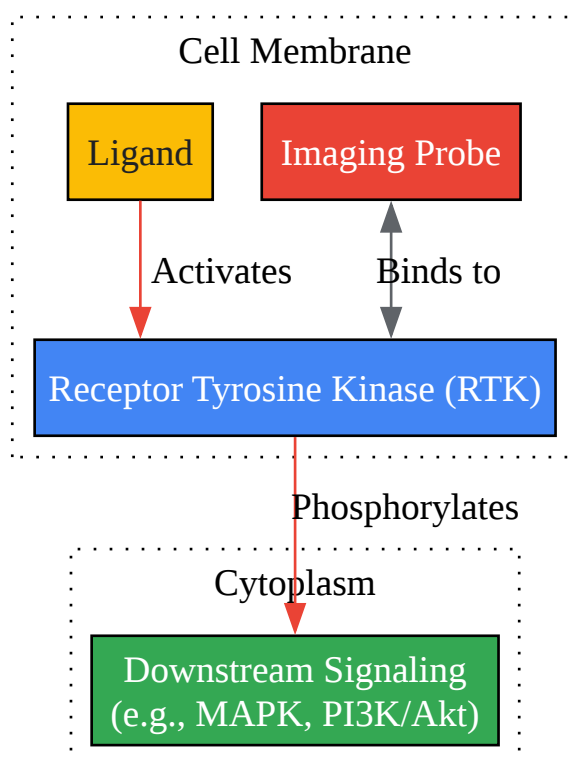 Cell Membrane
Ligand
Imaging Probe
Activates
Binds to
Receptor Tyrosine Kinase (RTK)
Phosphorylates
Cytoplasm
Downstream Signaling
(e.g., MAPK, PI3K/Akt)